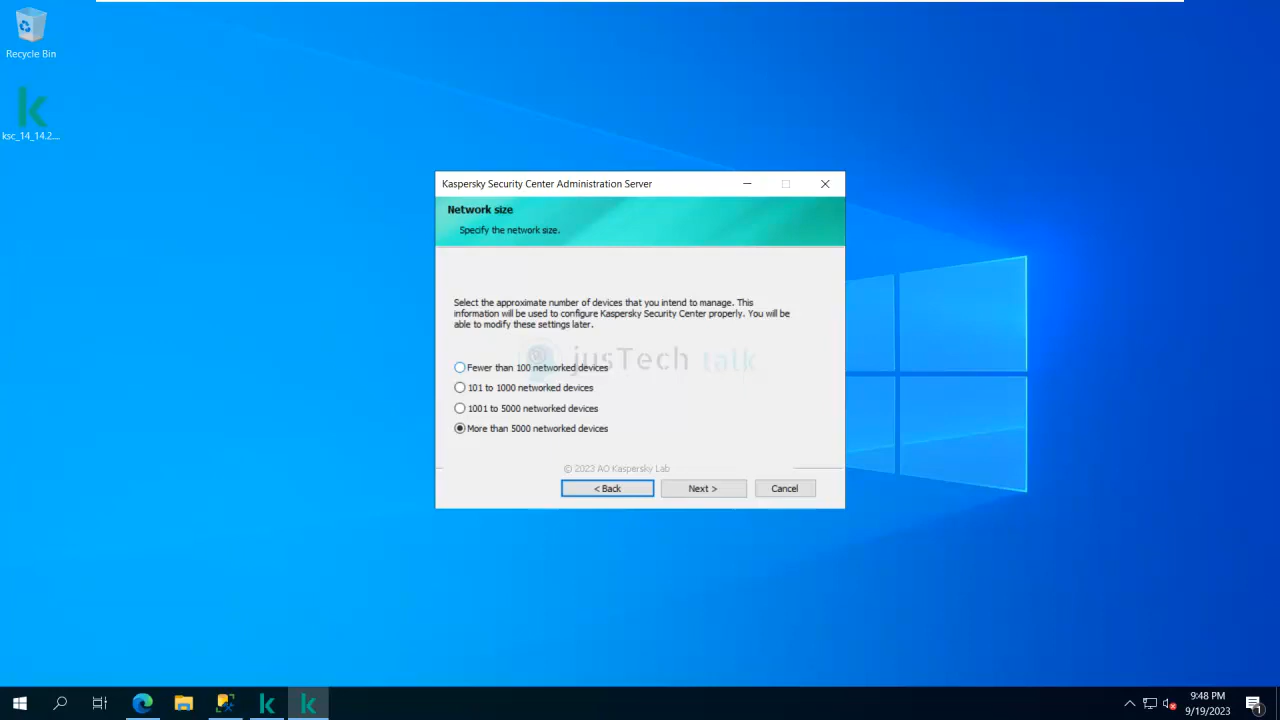 Recycle Bin
k
ksc_14_14.2....
Kaspersky Security Center Administration Server
Network size
Specify the network size.
Select the approximate number of devices that you intend to manage. This
information will be used to configure Kaspersky Security Center properly. You will be
able to modify these settings later.
jusTech talk
Fewer than 100 networked devices
101 to 1000 networked devices
1001 to 5000 networked devices
More than 5000 networked devices
© 2023 AO Kaspersky Lab
< Back
Next >
Cancel
k
k
9:48 PM
9/19/2023
1